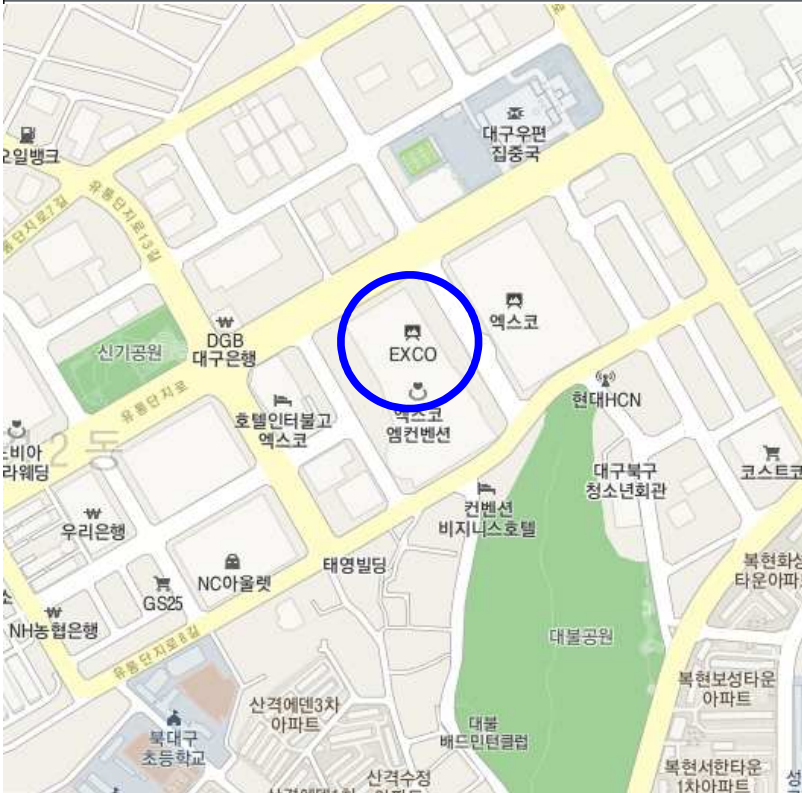 대구우편
집중국
오일뱅크
유통단지로7길
유통단지로13길
엑스코
EXCO
DGB
대구은행
신기공원
유통단지로
현대HCN
호텔인터불고
엑스코
엑스코
엠컨벤션
2동
비아
라웨딩
대구북구
청소년회관
코스트코
컨벤션
비지니스호텔
우리은행
태영빌딩
NC아울렛
GS25
복현화성
타운아파
NH농협은행
대불공원
유통단지로8길
복현보성타운
아파트
산격에덴3차
아파트
북대구
초등학교
대불
배드민턴클럽
복현서한타운
1차아파트
산격수정